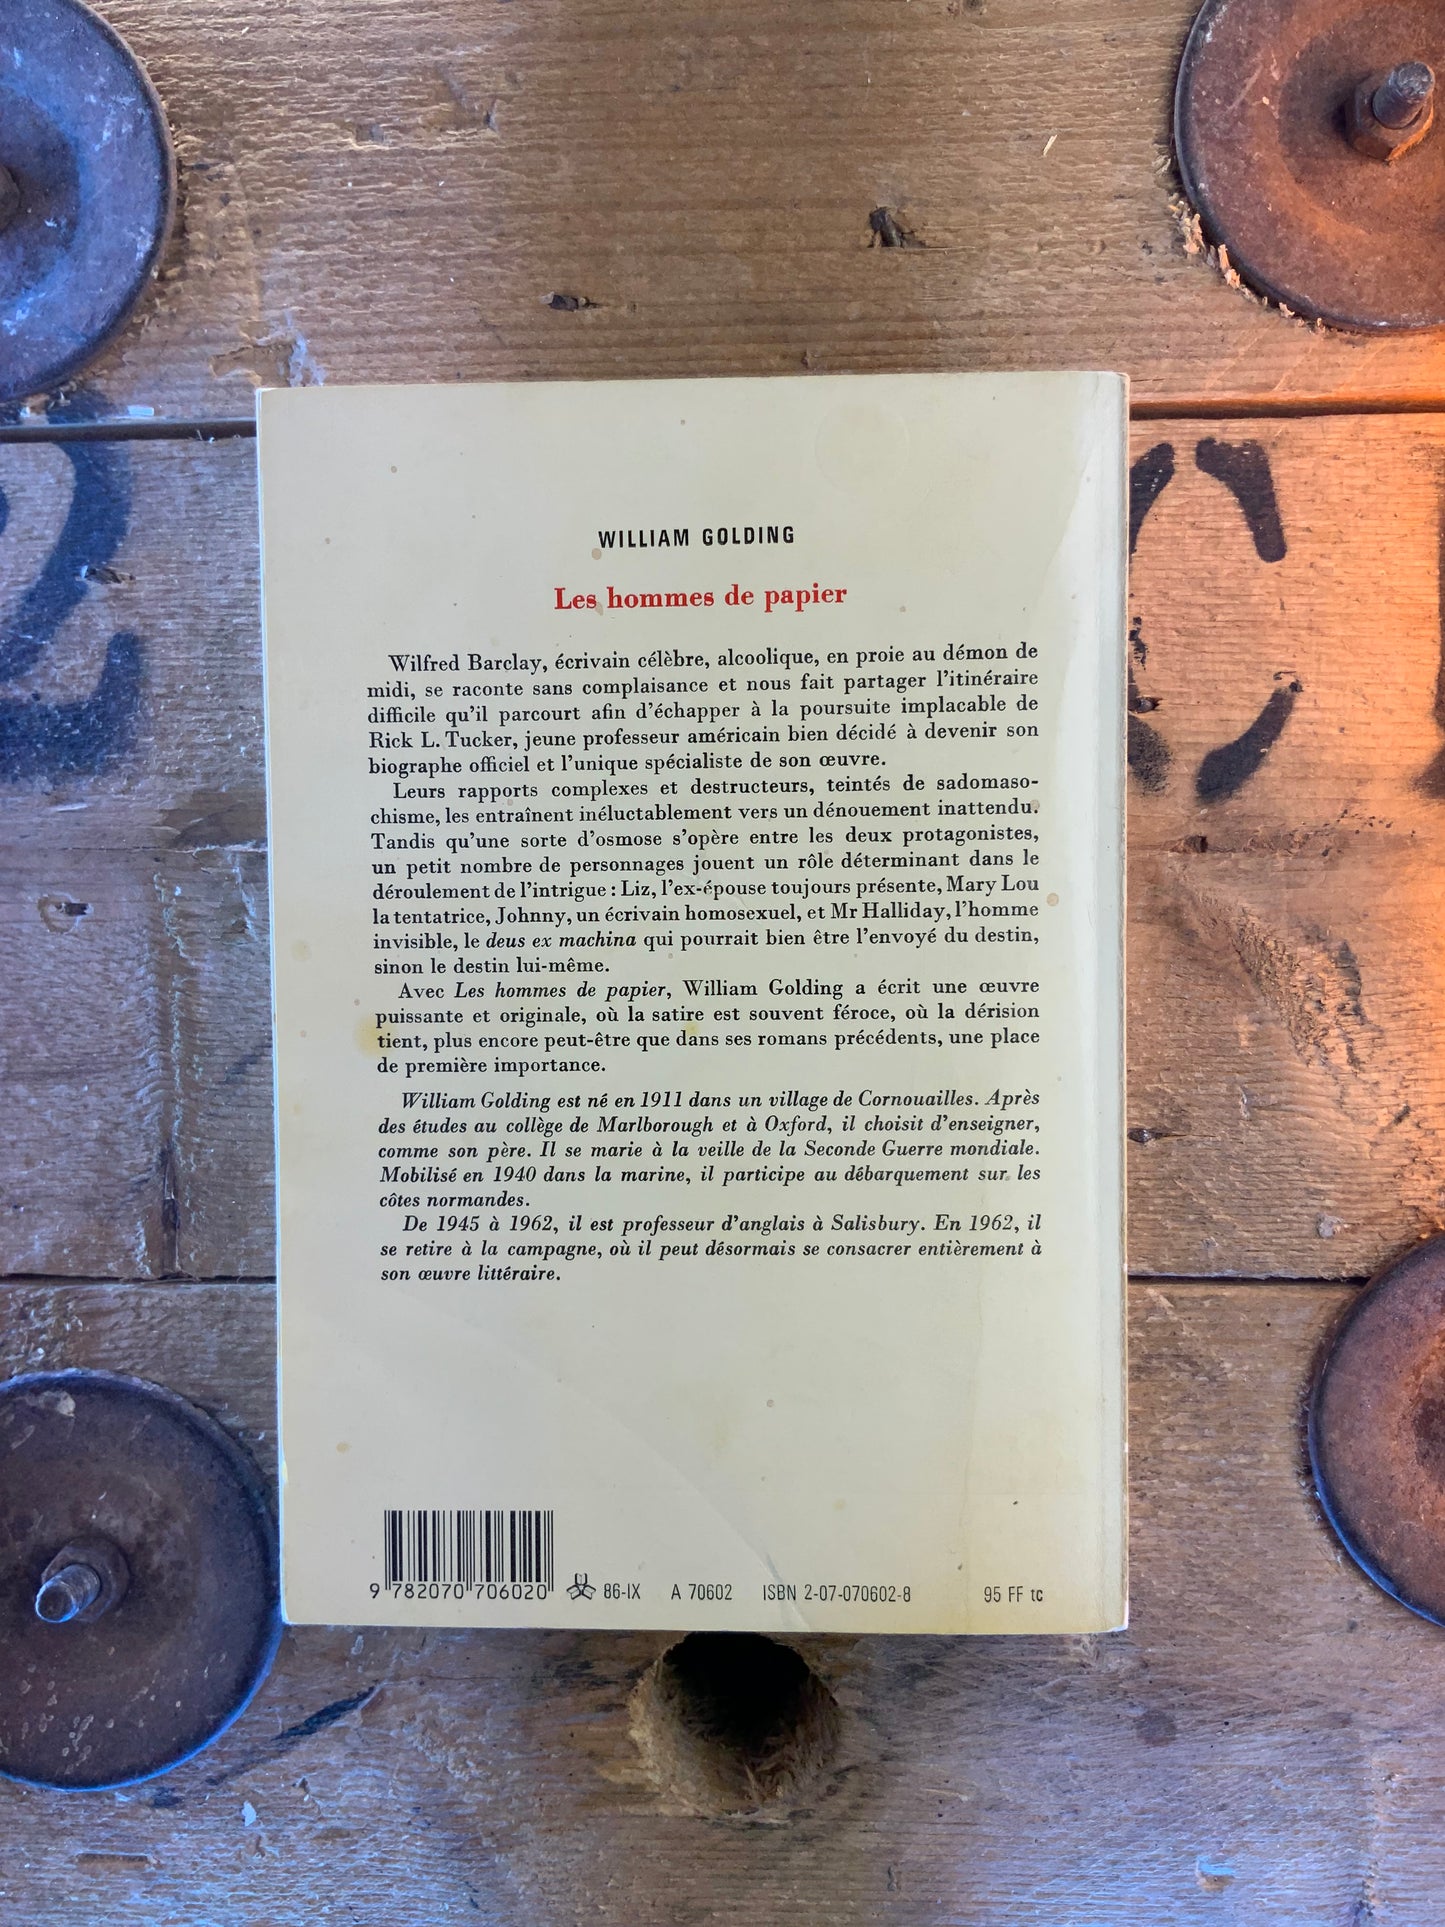 WILLIAM GOLDING
Les hommes de papier
Wilfred Barclay, écrivain célèbre, alcoolique, en proie au démon de
midi, se raconte sans complaisance et nous fait partager l'itinéraire
difficile qu'il parcourt afin d'échapper à la poursuite implacable de
Rick L. Tucker, jeune professeur américain bien décidé à devenir son
biographe officiel et l'unique spécialiste de son œuvre.
Leurs rapports complexes et destructeurs, teintés de sadomaso-
chisme, les entraînent inéluctablement vers un dénouement inattendu.
Tandis qu'une sorte d'osmose s'opère entre les deux protagonistes,
un petit nombre de personnages jouent un rôle déterminant dans le
déroulement de l'intrigue : Liz, l'ex-épouse toujours présente, Mary Lou
la tentatrice, Johnny, un écrivain homosexuel, et Mr Halliday, l'homme
invisible, le deus ex machina qui pourrait bien être l'envoyé du destin,
sinon le destin lui-même.
Avec Les hommes de papier, William Golding a écrit une œuvre
puissante et originale, où la satire est souvent féroce, où la dérision
tient, plus encore peut-être que dans ses romans précédents, une place
de première importance.
William Golding est né en 1911 dans un village de Cornouailles. Après
des études au collège de Marlborough et à Oxford, il choisit d'enseigner,
comme son père. Il se marie à la veille de la Seconde Guerre mondiale.
Mobilisé en 1940 dans la marine, il participe au débarquement sur les
côtes normandes.
De 1945 à 1962, il est professeur d'anglais à Salisbury. En 1962, il
se retire à la campagne, où il peut désormais se consacrer entièrement à
son œuvre littéraire.
9 782070 706020 86-IX A 70602 ISBN 2-07-070602-8 95 FF tc